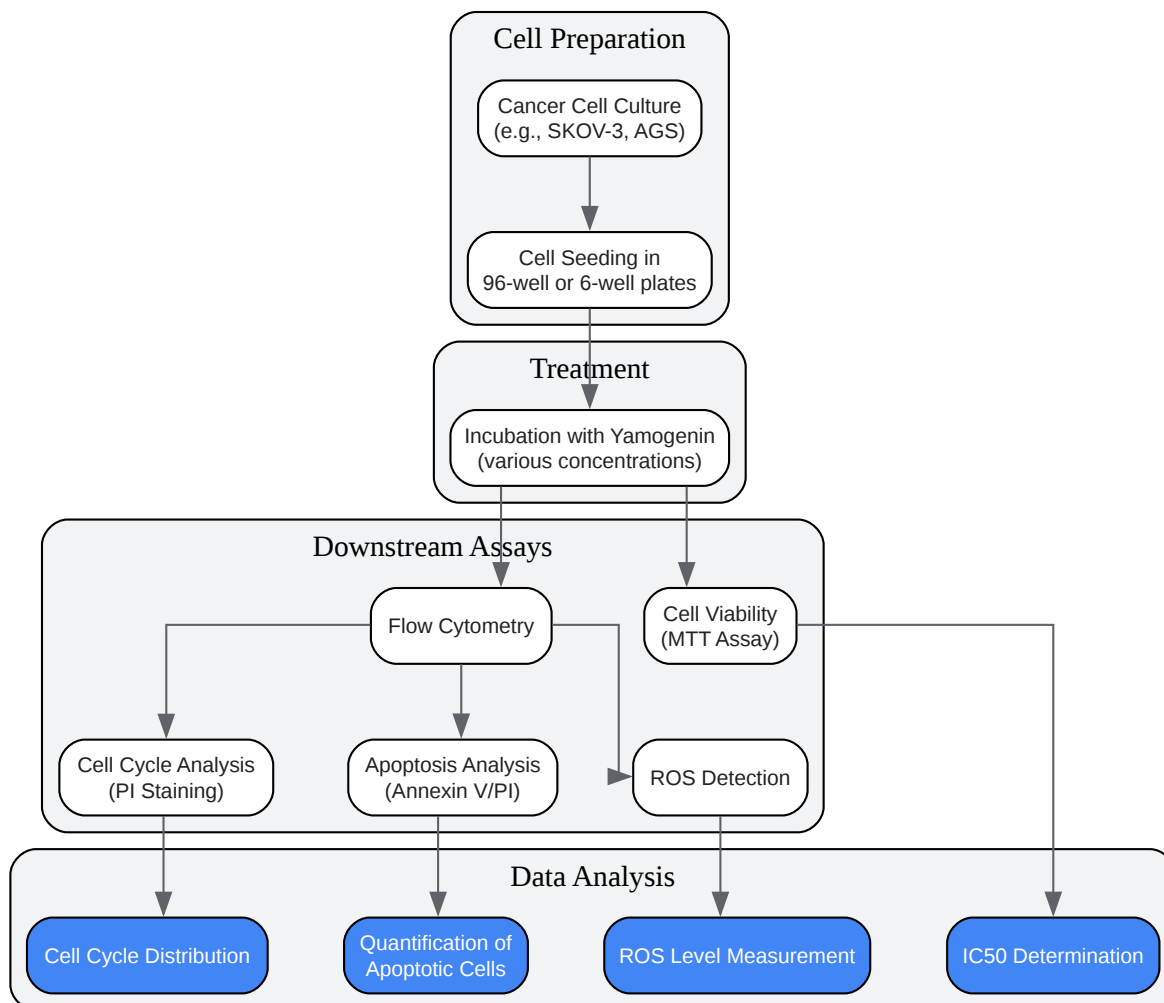 Cell Preparation
Cancer Cell Culture
(e.g., SKOV-3, AGS)
Cell Seeding in
96-well or 6-well plates
Treatment
Incubation with Yamogenin
(various concentrations)
Downstream Assays
Flow Cytometry
Cell Viability
(MTT Assay)
Cell Cycle Analysis
(PI Staining)
Apoptosis Analysis
(Annexin V/PI)
ROS Detection
Data Analysis
Cell Cycle Distribution
Quantification of
Apoptotic Cells
ROS Level Measurement
IC50 Determination